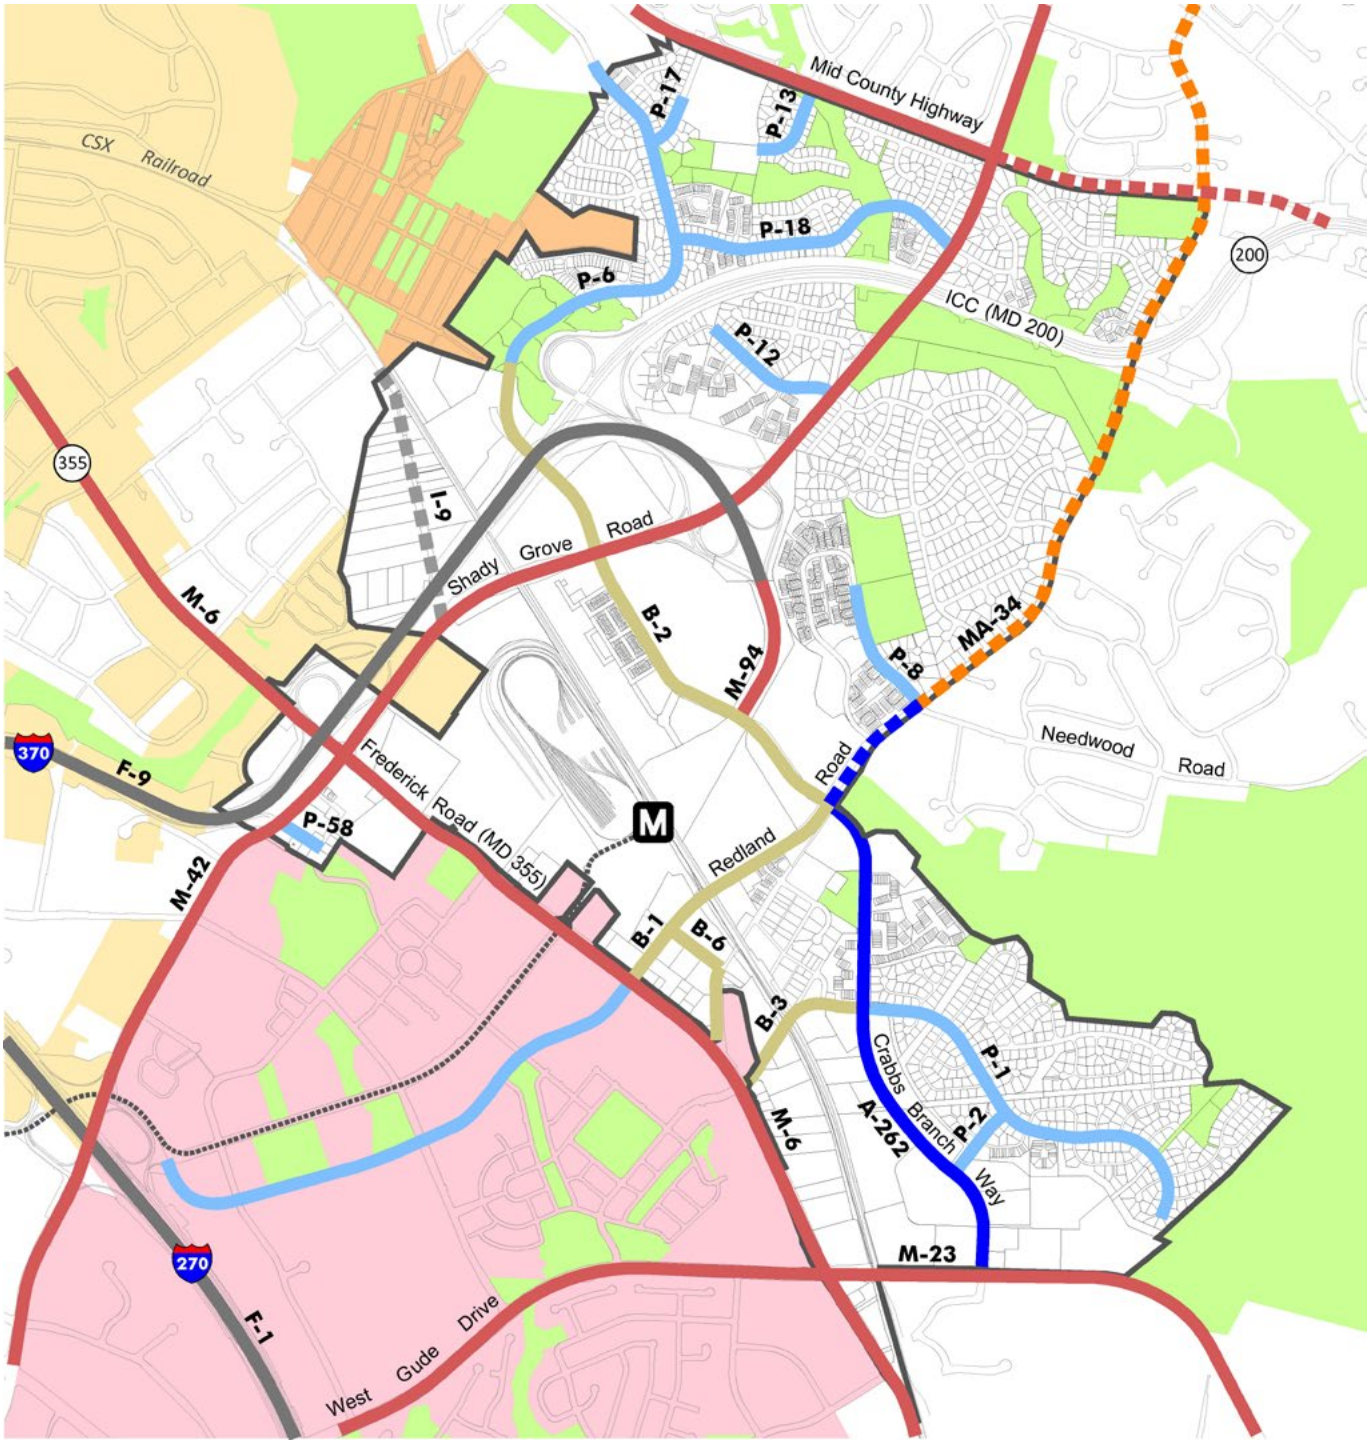 P-17
P-13
Mid County Highway
CSX Railroad
P-18
200
P-6
ICC (MD 200)
P-12
355
I-9
Shady Grove Road
M-6
B-2
MA-34
M-94
P-8
370
F-9
Needwood Road
Frederick Road (MD 355)
P-58
M
Redland Road
M-42
B-1
B-6
B-3
P-1
Crabbs Branch Way
A-262
P-2
M-6
M-23
270
F-1
West Gude Drive